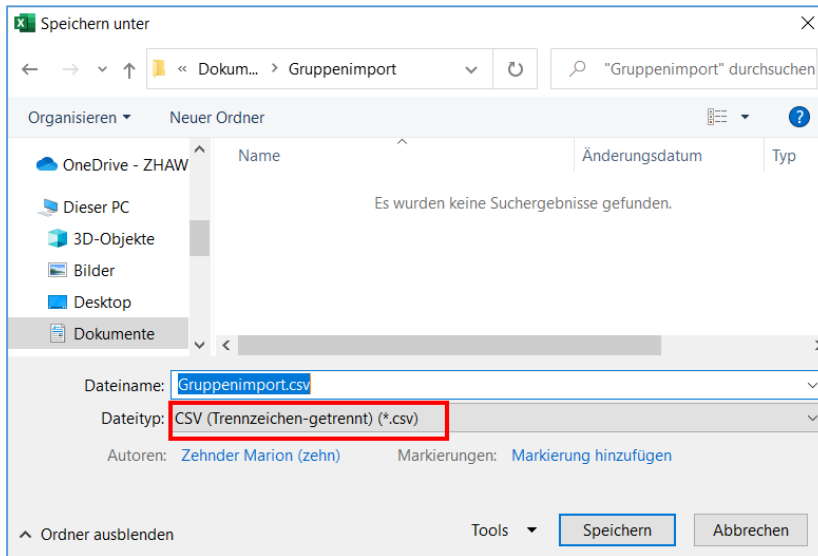 Speichern unter
« Dokum... > Gruppenimport
"Gruppenimport" durchsuchen
Organisieren
Neuer Ordner
?
Name
Änderungsdatum
Typ
OneDrive - ZHAW
Es wurden keine Suchergebnisse gefunden.
Dieser PC
3D-Objekte
Bilder
Desktop
Dokumente
Dateiname: Gruppenimport.csv
Dateityp: CSV (Trennzeichen-getrennt) (*.csv)
Autoren: Zehnder Marion (zehn)
Markierungen: Markierung hinzufügen
Ordner ausblenden
Tools
Speichern
Abbrechen